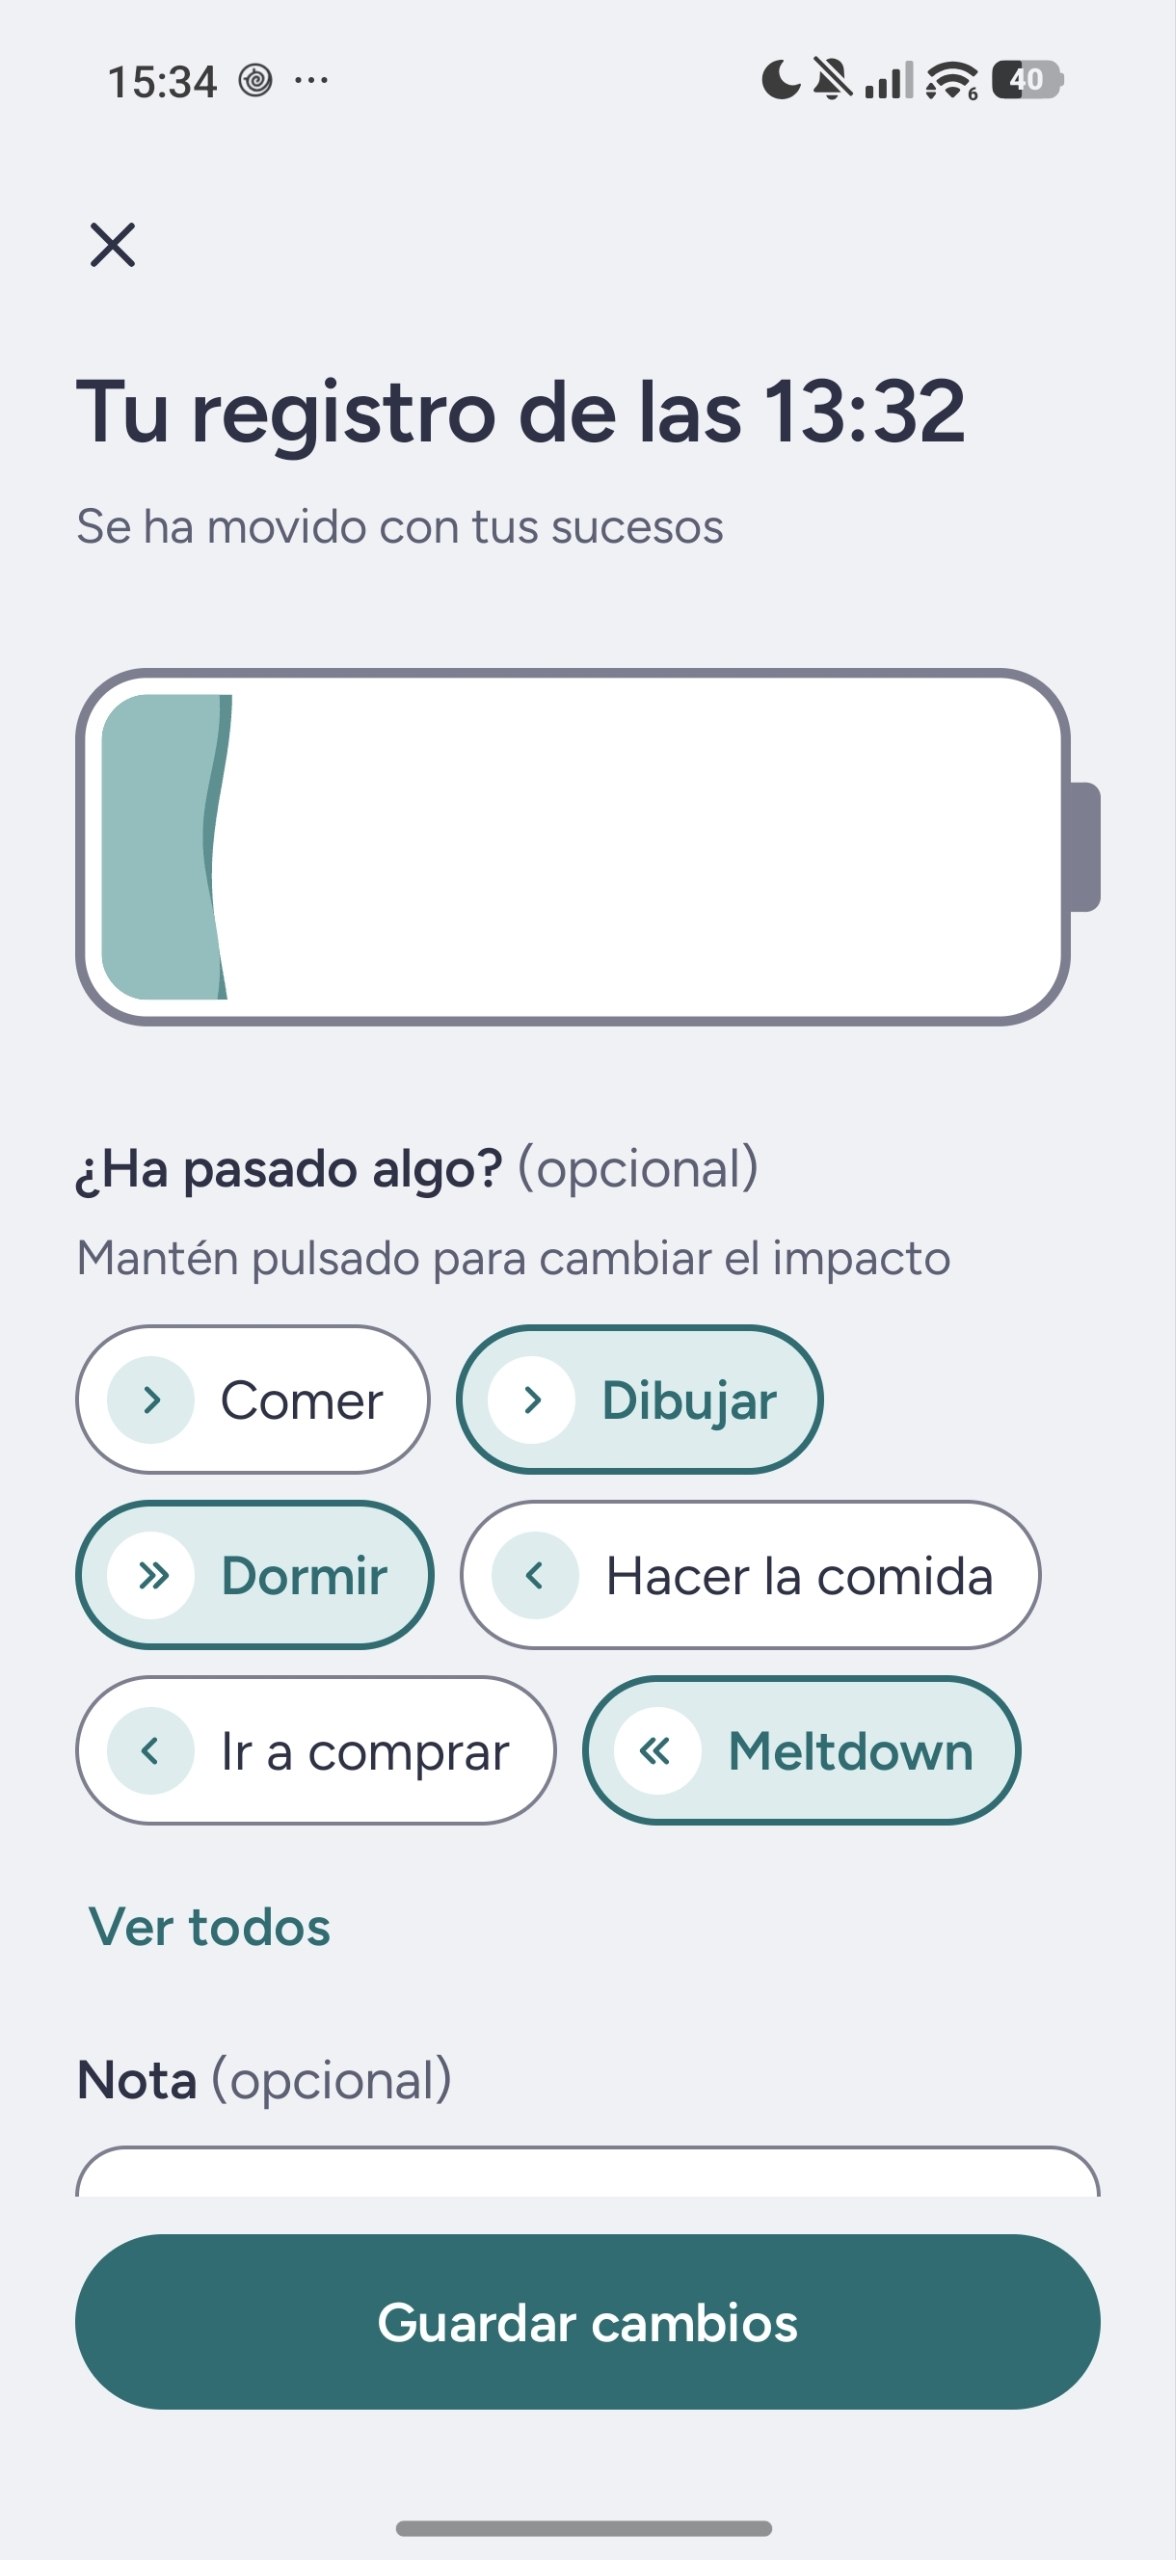 15:34 ...
6 40
Tu registro de las 13:32
Se ha movido con tus sucesos
¿Ha pasado algo? (opcional)
Mantén pulsado para cambiar el impacto
Comer Dibujar
Dormir Hacer la comida
Ir a comprar Meltdown
Ver todos
Nota (opcional)
Guardar cambios